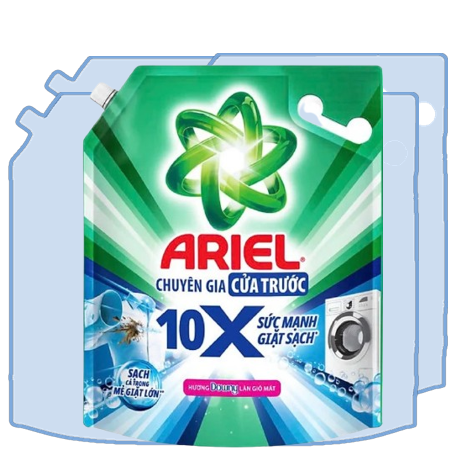 ARIEL
CHUYÊN GIA CỬA TRƯỚC
10X SỨC MẠNH
GIẶT SẠCH*
SẠCH
CẢ TRONG
MẺ GIẶT LỚN**
HƯƠNG Downy LÀN GIÓ MÁT